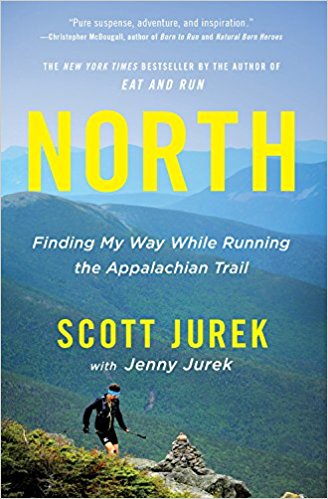 "Pure suspense, adventure, and inspiration."
—Christopher McDougall, author of Born to Run and Natural Born Heroes
THE NEW YORK TIMES BESTSELLER BY THE AUTHOR OF
EAT AND RUN
NORTH
Finding My Way While Running
the Appalachian Trail
SCOTT JUREK
with Jenny Jurek